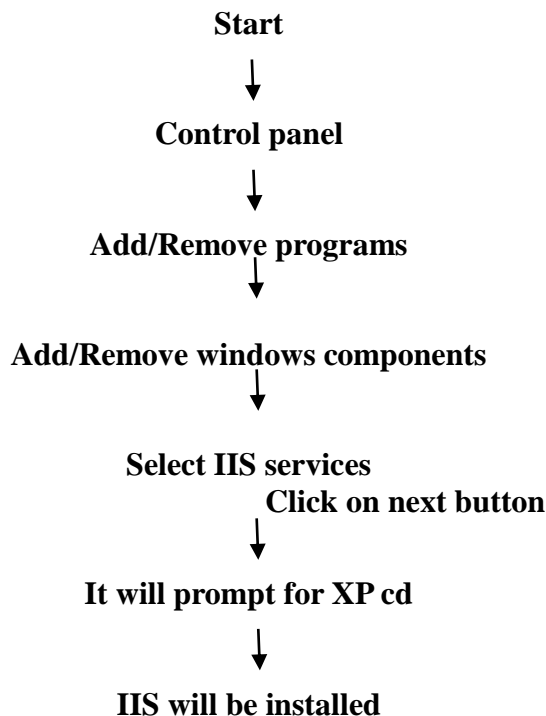 Start
Control panel
Add/Remove programs
Add/Remove windows components
Select IIS services
Click on next button
It will prompt for XP cd
IIS will be installed